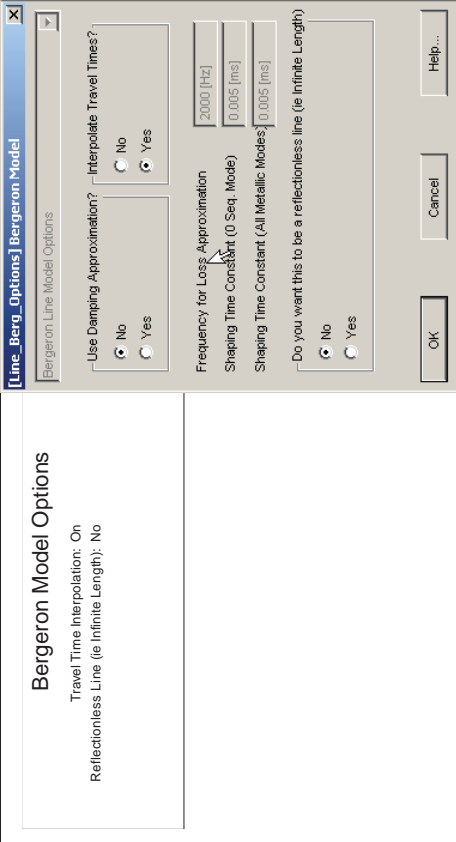 Bergeron Model Options
Travel Time Interpolation: On
Reflectionless Line (ie Infinite Length): No
[Line_Berg_Options] Bergeron Model
Bergeron Line Model Options
Use Damping Approximation?
No
Yes
Interpolate Travel Times?
No
Yes
Frequency for Loss Approximation 2000 [Hz]
Shaping Time Constant (0 Seq. Mode) 0.005 [ms]
Shaping Time Constant (All Metallic Modes) 0.005 [ms]
Do you want this to be a reflectionless line (ie Infinite Length)
No
Yes
OK Cancel Help...